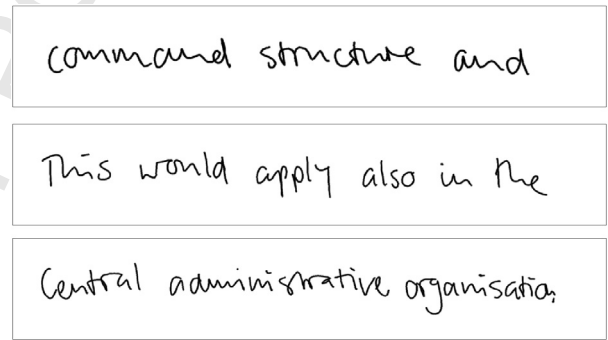 command structure and
This would apply also in the
Central administrative organisation